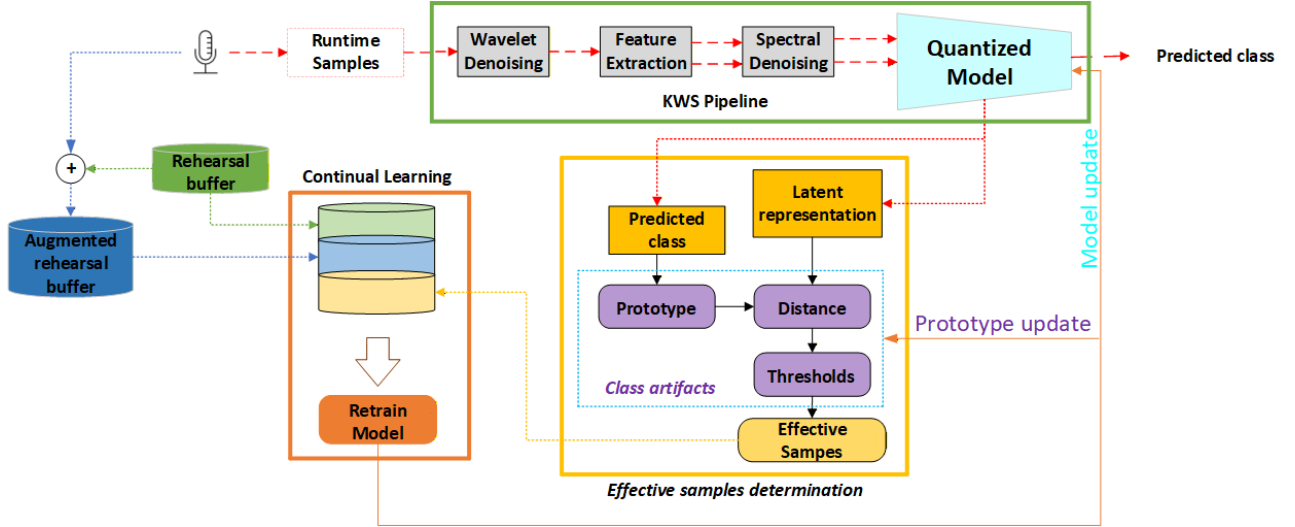 Runtime
Samples
Wavelet
Denoising
Feature
Extraction
Spectral
Denoising
Quantized
Model
Predicted class
KWS Pipeline
+
Rehearsal
buffer
Augmented
rehearsal
buffer
Continual Learning
Retrain
Model
Predicted
class
Latent
representation
Prototype
Distance
Thresholds
Class artifacts
Effective
Sampes
Effective samples determination
Model update
Prototype update